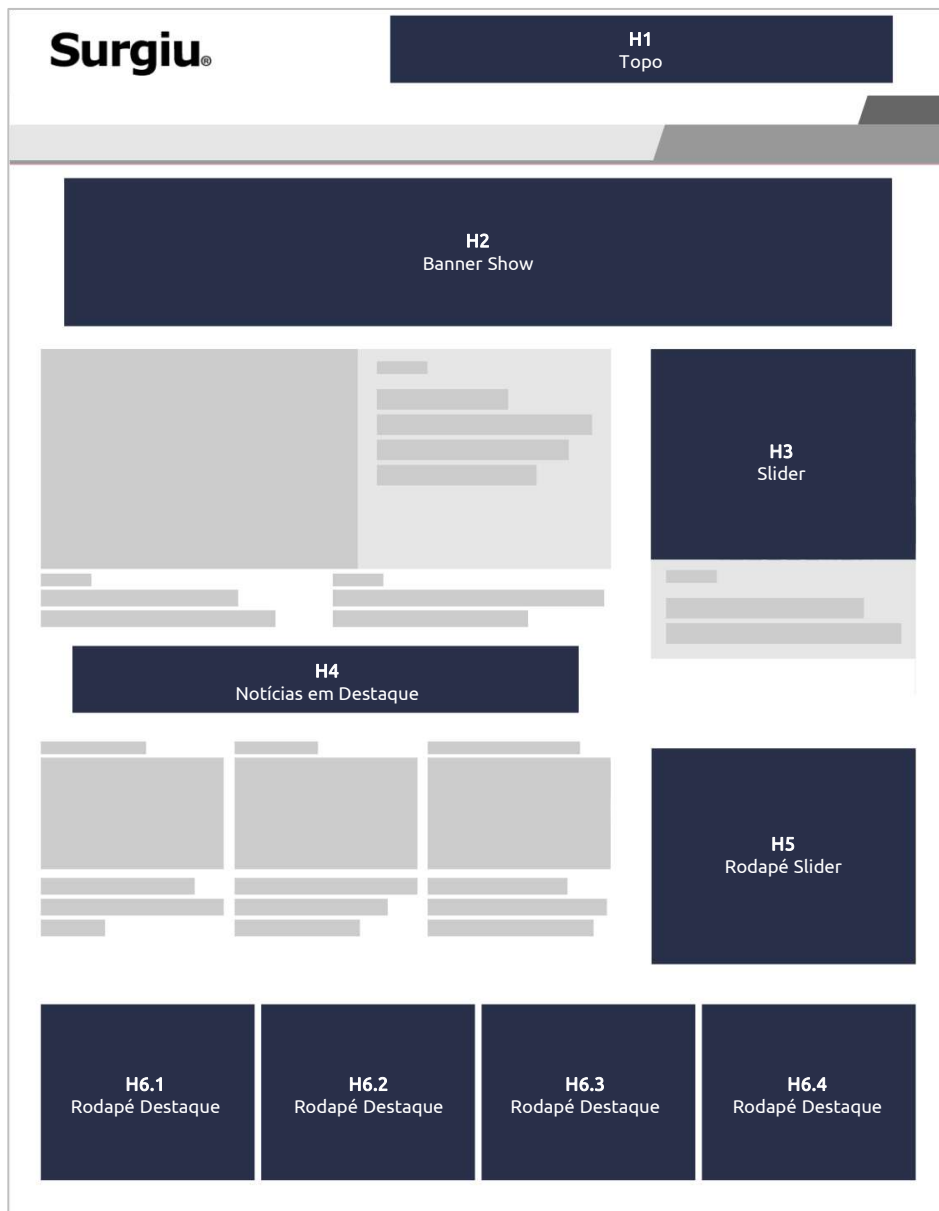 Surgiu®
H1
Topo
H2
Banner Show
H3
Slider
H4
Notícias em Destaque
H5
Rodapé Slider
H6.1
Rodapé Destaque
H6.2
Rodapé Destaque
H6.3
Rodapé Destaque
H6.4
Rodapé Destaque